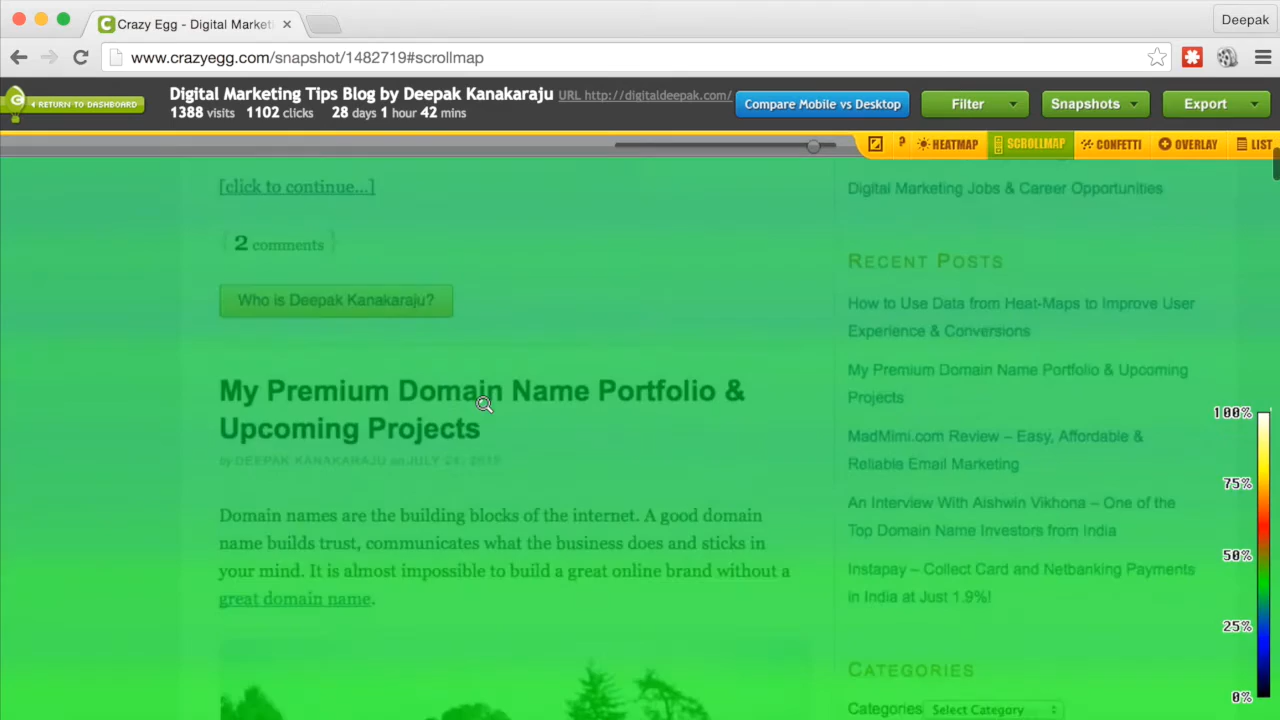 Crazy Egg - Digital Marketi
Deepak
www.crazyegg.com/snapshot/1482719#scrollmap
RETURN TO DASHBOARD
Digital Marketing Tips Blog by Deepak Kanakaraju URL http://digitaldeepak.com/
1388 visits 1102 clicks 28 days 1 hour 42 mins
Compare Mobile vs Desktop
Filter
Snapshots
Export
?
HEATMAP
SCROLLMAP
CONFETTI
OVERLAY
LIST
[click to continue...]
{ 2 comments }
Who is Deepak Kanakaraju?
My Premium Domain Name Portfolio &
Upcoming Projects
by DEEPAK KANAKARAJU on JULY 24, 2015
Domain names are the building blocks of the internet. A good domain
name builds trust, communicates what the business does and sticks in
your mind. It is almost impossible to build a great online brand without a
great domain name.
Digital Marketing Jobs & Career Opportunities
RECENT POSTS
How to Use Data from Heat-Maps to Improve User
Experience & Conversions
My Premium Domain Name Portfolio & Upcoming
Projects
MadMimi.com Review – Easy, Affordable &
Reliable Email Marketing
An Interview With Aishwin Vikhona – One of the
Top Domain Name Investors from India
Instapay – Collect Card and Netbanking Payments
in India at Just 1.9%!
CATEGORIES
Categories Select Category
100%
75%
50%
25%
0%